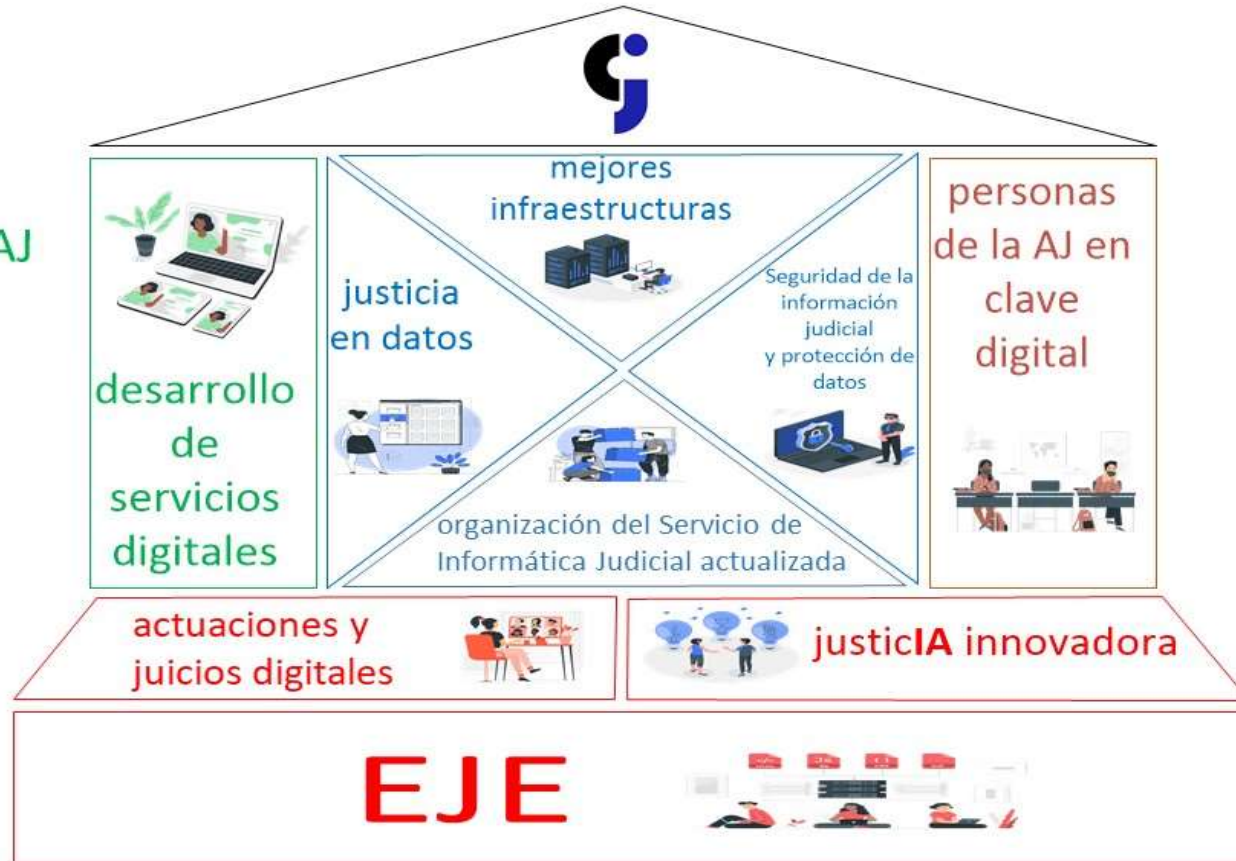 AJ
mejores
infraestructuras
personas
de la AJ en
clave
digital
justicia
en datos
Seguridad de la
información
judicial
y protección de
datos
desarrollo
de
servicios
digitales
organización del Servicio de
Informática Judicial actualizada
actuaciones y
juicios digitales
justicIA innovadora
EJE